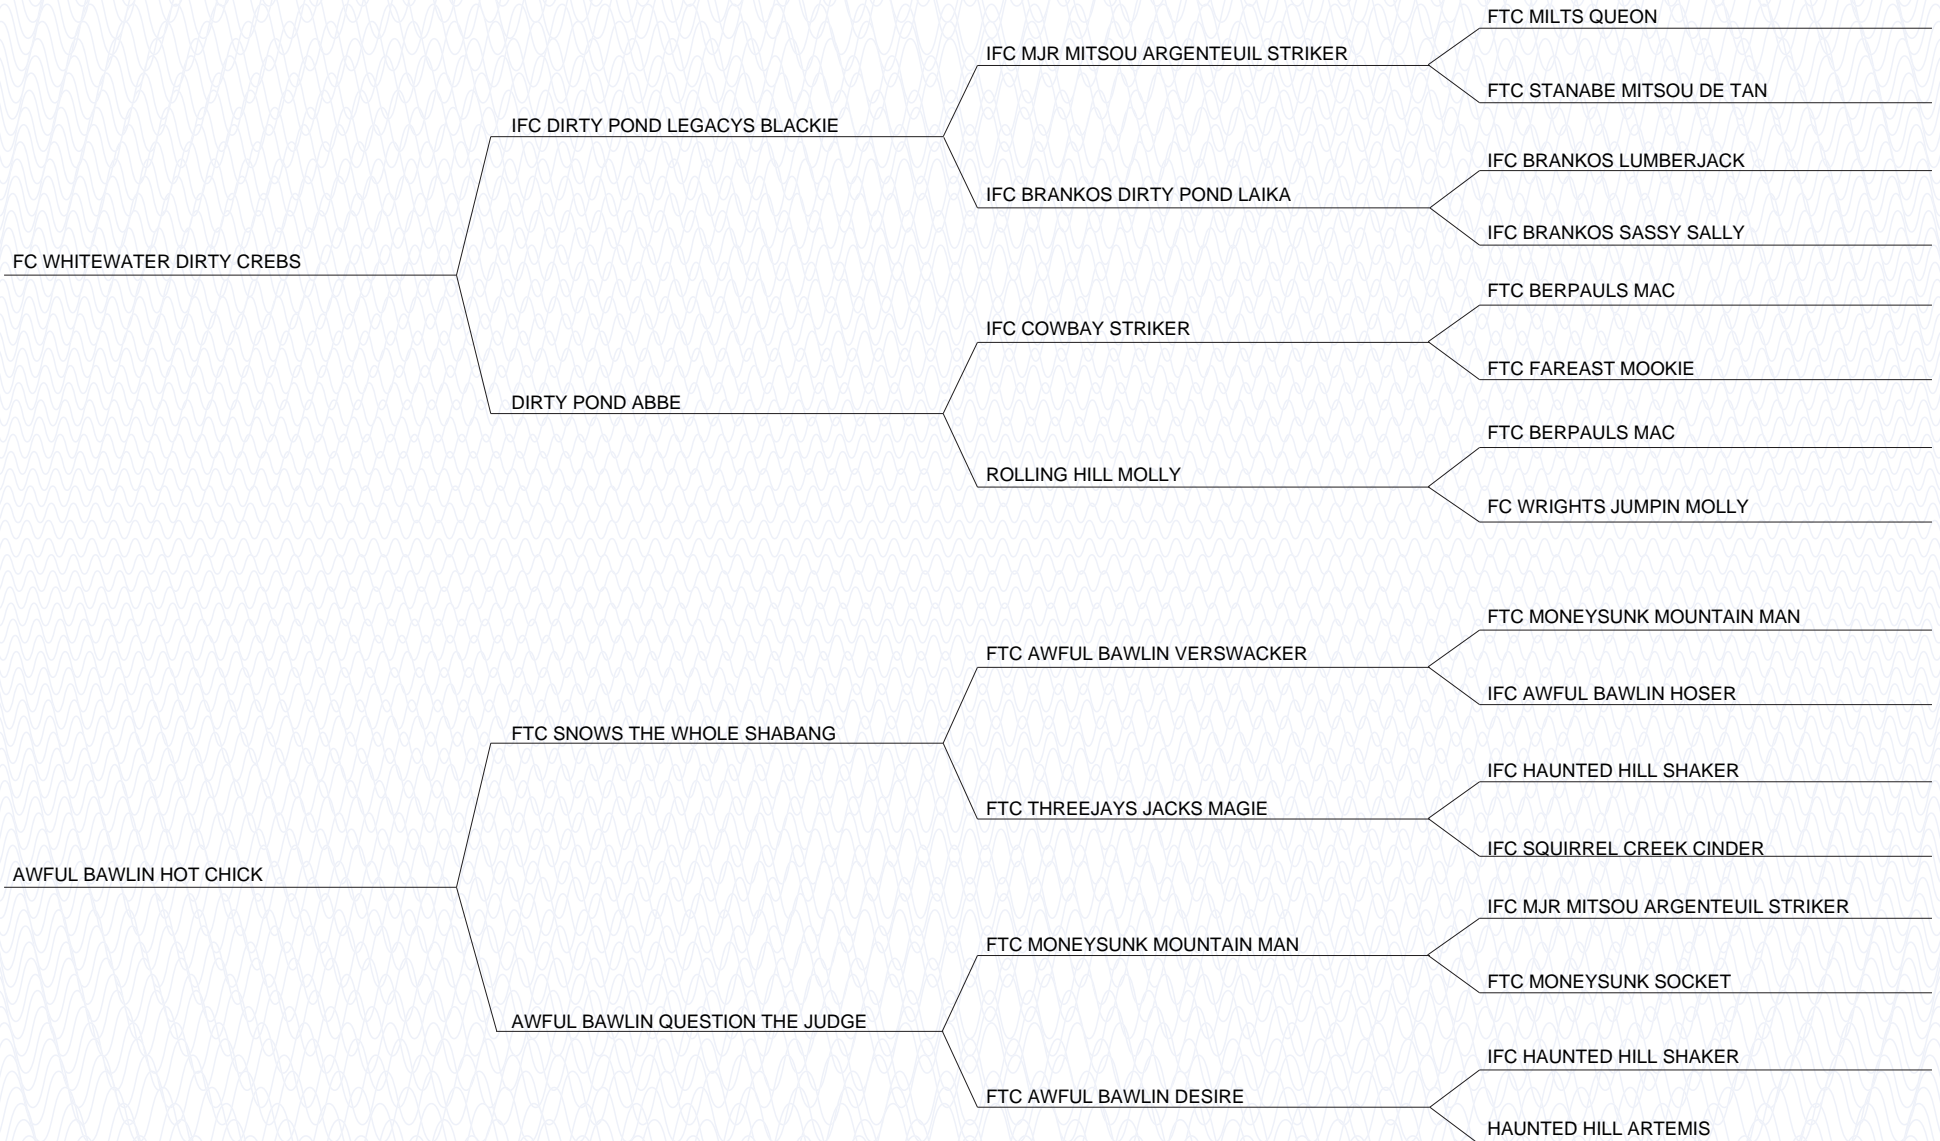 FTC MILTS QUEON
IFC MJR MITSOU ARGENTEUIL STRIKER
FTC STANABE MITSOU DE TAN
IFC DIRTY POND LEGACYS BLACKIE
IFC BRANKOS LUMBERJACK
IFC BRANKOS DIRTY POND LAIKA
IFC BRANKOS SASSY SALLY
FC WHITEWATER DIRTY CREBS
FTC BERPAULS MAC
IFC COWBAY STRIKER
FTC FAREAST MOOKIE
DIRTY POND ABBE
FTC BERPAULS MAC
ROLLING HILL MOLLY
FC WRIGHTS JUMPIN MOLLY
FTC MONEYSUNK MOUNTAIN MAN
FTC AWFUL BAWLIN VERSWACKER
IFC AWFUL BAWLIN HOSER
FTC SNOWS THE WHOLE SHABANG
IFC HAUNTED HILL SHAKER
FTC THREEJAYS JACKS MAGIE
IFC SQUIRREL CREEK CINDER
AWFUL BAWLIN HOT CHICK
IFC MJR MITSOU ARGENTEUIL STRIKER
FTC MONEYSUNK MOUNTAIN MAN
FTC MONEYSUNK SOCKET
AWFUL BAWLIN QUESTION THE JUDGE
IFC HAUNTED HILL SHAKER
FTC AWFUL BAWLIN DESIRE
HAUNTED HILL ARTEMIS